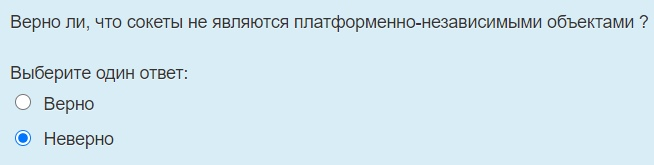 Верно ли, что сокеты не являются платформенно-независимыми объектами ?
Выберите один ответ:
Верно
Неверно